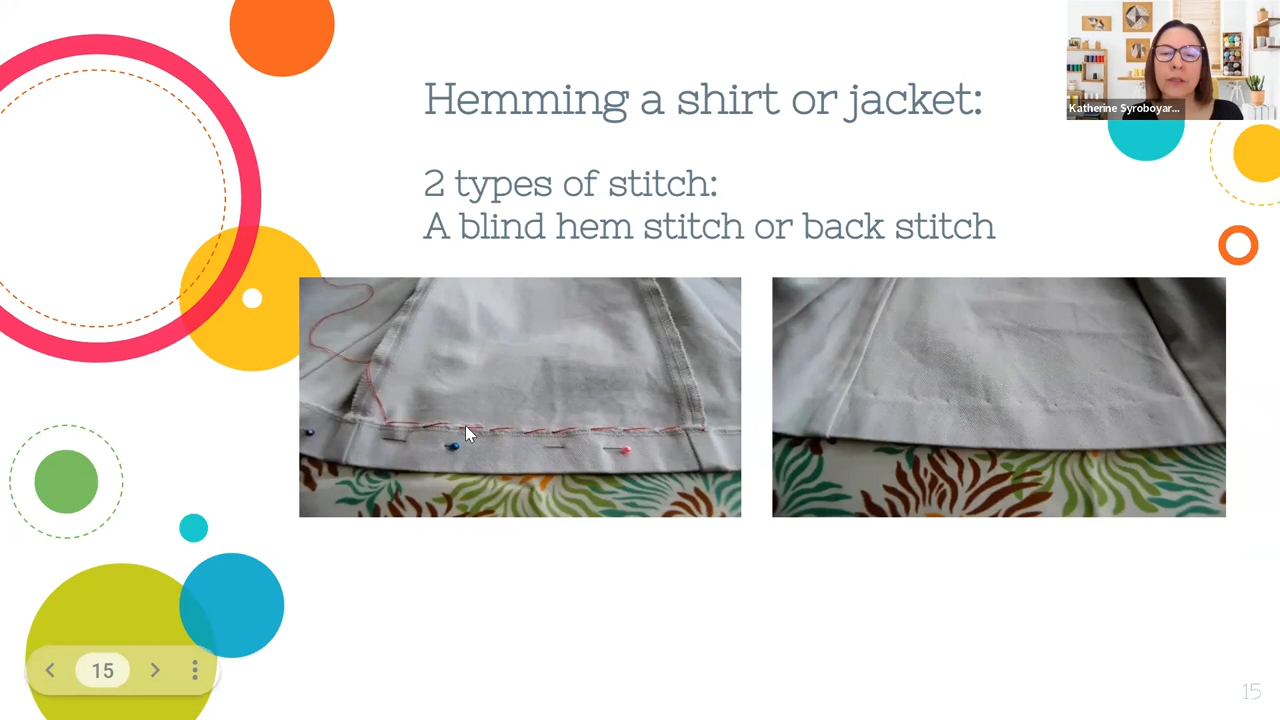 Hemming a shirt or jacket:
2 types of stitch:
A blind hem stitch or back stitch
Katherine Syroboyar...
15
15